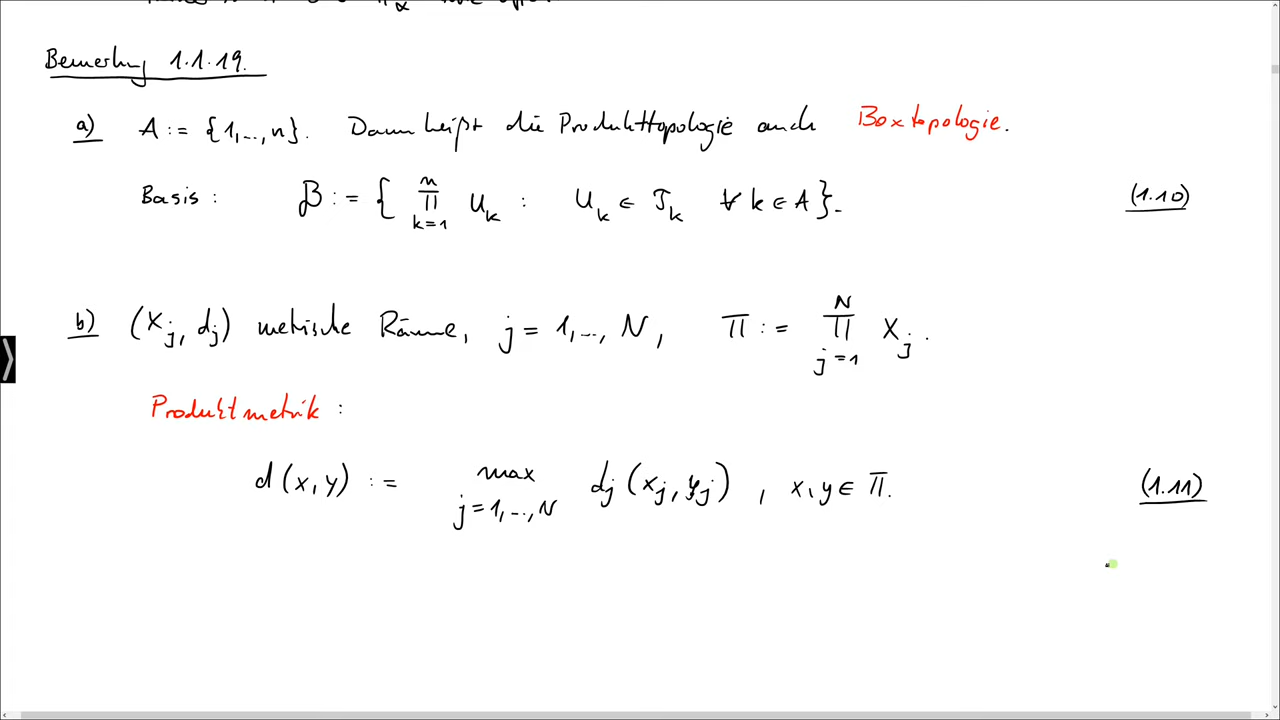 Bemerkung 1.1.19.
a) A := {1,...,n}. Dann heißt die Produkttopologie auch Boxtopologie.
Basis : 𝓑 := { ∏_{k=1}^{n} U_k : U_k ∈ 𝒯_k ∀ k ∈ A }. (1.10)
b) (X_j, d_j) metrische Räume, j = 1,..., N, Π := ∏_{j=1}^{N} X_j .
Produktmetrik :
d(x,y) := max_{j=1,...,N} d_j (x_j, y_j) , x,y ∈ Π. (1.11)